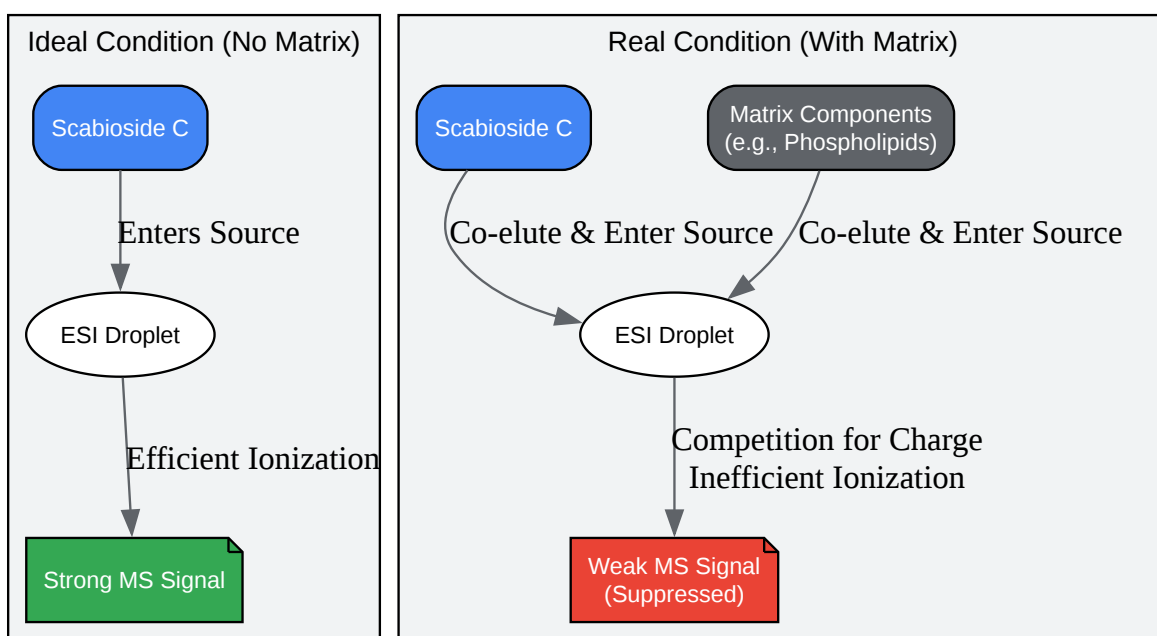 Ideal Condition (No Matrix)
Scabioside C
Enters Source
ESI Droplet
Efficient Ionization
Strong MS Signal
Real Condition (With Matrix)
Scabioside C
Matrix Components
(e.g., Phospholipids)
Co-elute & Enter Source
Co-elute & Enter Source
ESI Droplet
Competition for Charge
Inefficient Ionization
Weak MS Signal
(Suppressed)